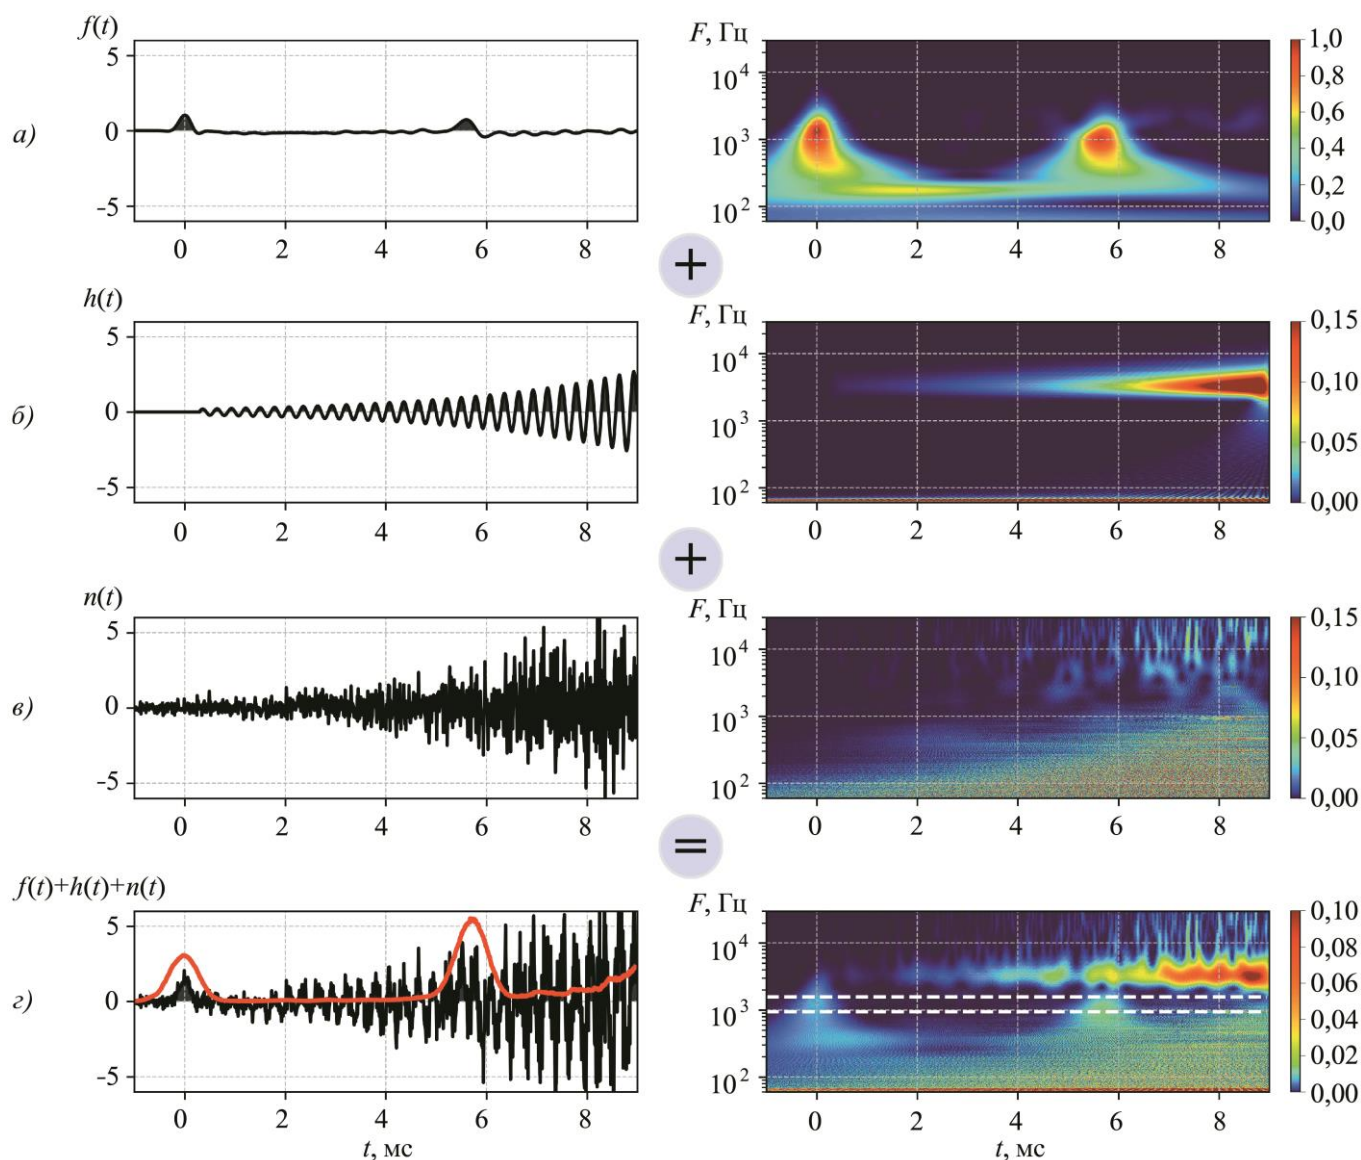 f(t) F, Гц
5 10⁴ 1,0
0,8
а) 0 10³ 0,6
0,4
-5 10² 0,2
0,0
0 2 4 6 8 0 2 4 6 8
+
h(t) F, Гц
5 10⁴ 0,15
0,10
б) 0 10³
0,05
-5 10² 0,00
0 2 4 6 8 0 2 4 6 8
+
n(t) F, Гц
5 10⁴ 0,15
0,10
в) 0 10³
0,05
-5 10² 0,00
0 2 4 6 8 0 2 4 6 8
=
f(t)+h(t)+n(t) F, Гц
5 10⁴ 0,10
0,08
0,06
г) 0 10³
0,04
0,02
-5 10² 0,00
0 2 4 6 8 0 2 4 6 8
t, мс t, мс